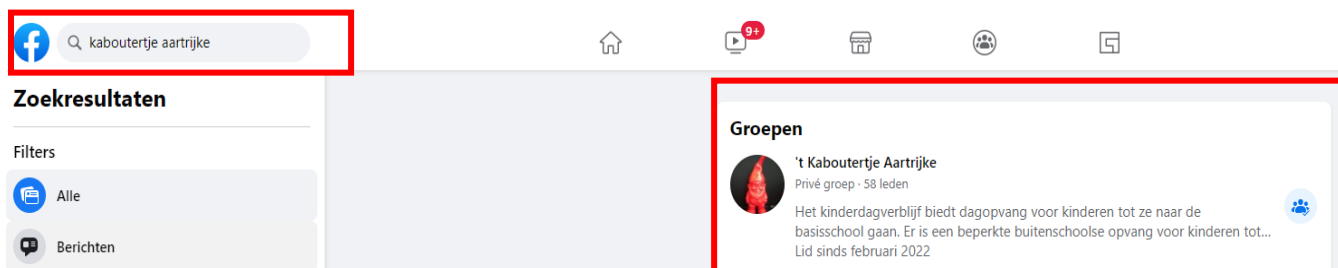 kaboutertje aartrijke
9+
Zoekresultaten
Filters
Alle
Berichten
Groepen
't Kaboutertje Aartrijke
Privé groep · 58 leden
Het kinderdagverblijf biedt dagopvang voor kinderen tot ze naar de
basisschool gaan. Er is een beperkte buitenschoolse opvang voor kinderen tot...
Lid sinds februari 2022